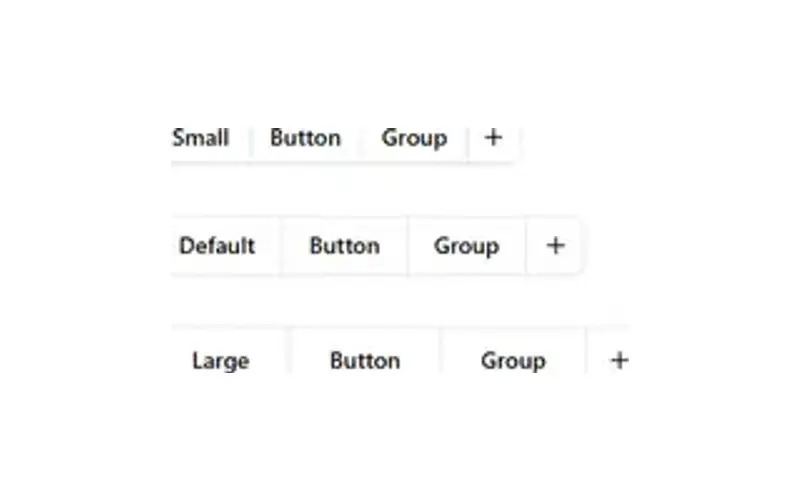 Small Button Group +
Default Button Group +
Large Button Group +